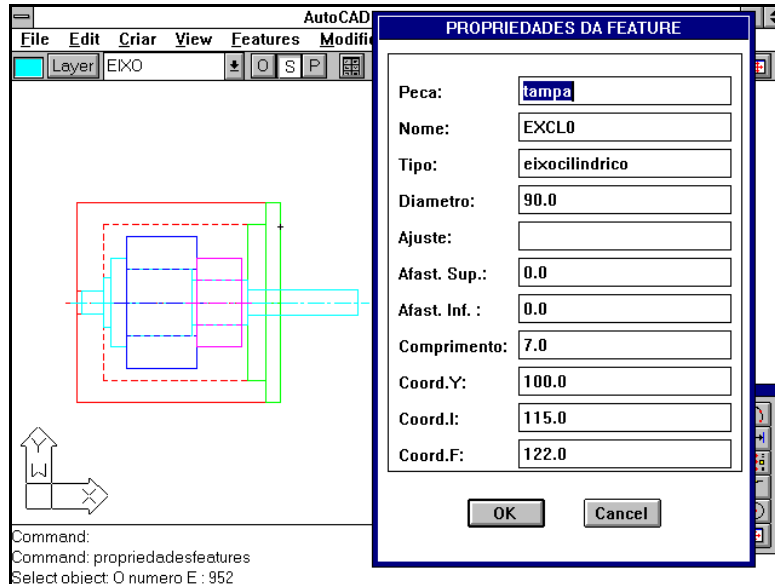 AutoCAD
File Edit Criar View Features Modifi
Layer EIXO O S P
PROPRIEDADES DA FEATURE
Peca: tampa
Nome: EXCL0
Tipo: eixocilindrico
Diametro: 90.0
Ajuste:
Afast. Sup.: 0.0
Afast. Inf. : 0.0
Comprimento: 7.0
Coord.Y: 100.0
Coord.I: 115.0
Coord.F: 122.0
OK Cancel
Y
W
X
Command:
Command: propriedadesfeatures
Select object: O numero E : 952